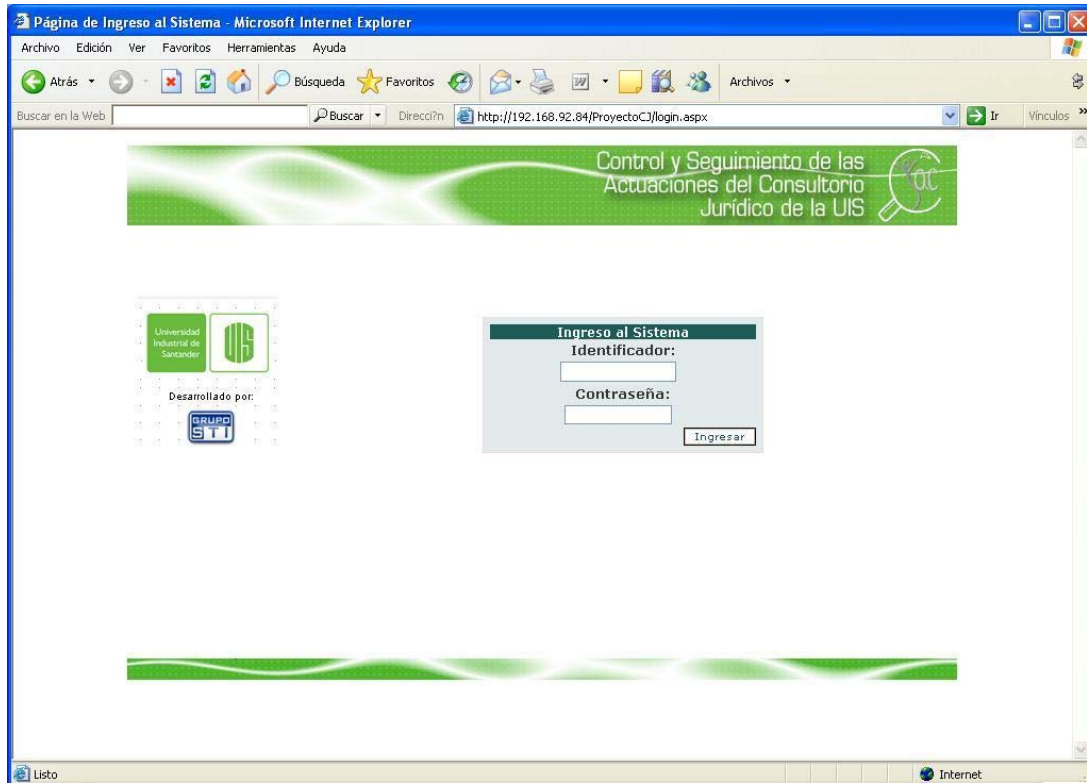 Página de Ingreso al Sistema - Microsoft Internet Explorer
Archivo Edición Ver Favoritos Herramientas Ayuda
Atrás Búsqueda Favoritos Archivos
Buscar en la Web Buscar Direcci?n http://192.168.92.84/ProyectoCJ/login.aspx Ir Vínculos »
Control y Seguimiento de las
Actuaciones del Consultorio
Jurídico de la UIS
Universidad
Industrial de
Santander
UIS
Desarrollado por:
GRUPO
STI
Ingreso al Sistema
Identificador:
Contraseña:
Ingresar
Listo Internet